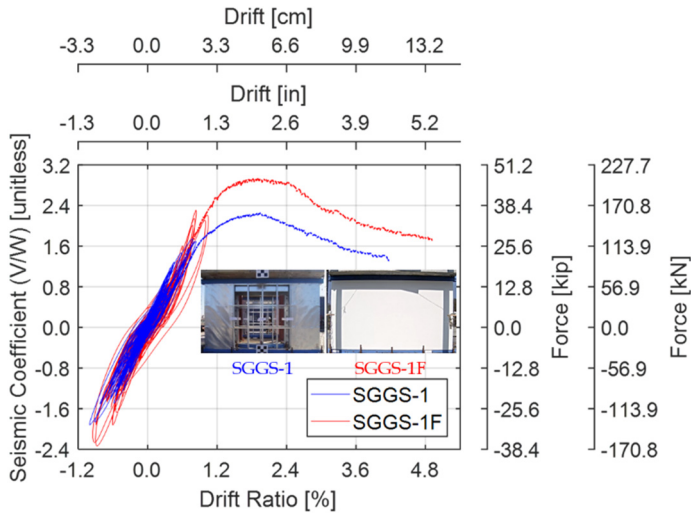 Drift [cm]
-3.3 0.0 3.3 6.6 9.9 13.2
Drift [in]
-1.3 0.0 1.3 2.6 3.9 5.2
Seismic Coefficient (V/W) [unitless]
3.2
2.4
1.6
0.8
0.0
-0.8
-1.6
-2.4
51.2
38.4
25.6
12.8
0.0
-12.8
-25.6
-38.4
Force [kip]
227.7
170.8
113.9
56.9
0.0
-56.9
-113.9
-170.8
Force [kN]
SGGS-1 SGGS-1F
SGGS-1
SGGS-1F
-1.2 0.0 1.2 2.4 3.6 4.8
Drift Ratio [%]